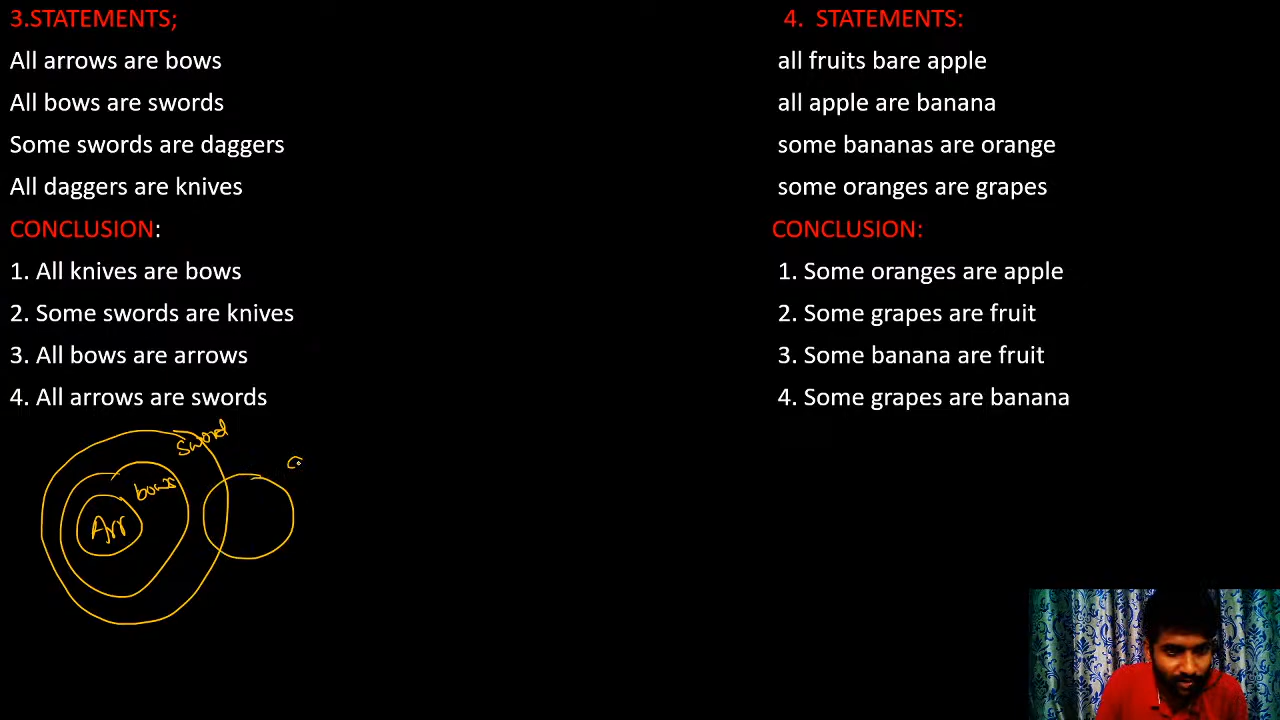 3.STATEMENTS;
All arrows are bows
All bows are swords
Some swords are daggers
All daggers are knives
CONCLUSION:
1. All knives are bows
2. Some swords are knives
3. All bows are arrows
4. All arrows are swords
sword
bows
Arr
4. STATEMENTS:
all fruits bare apple
all apple are banana
some bananas are orange
some oranges are grapes
CONCLUSION:
1. Some oranges are apple
2. Some grapes are fruit
3. Some banana are fruit
4. Some grapes are banana